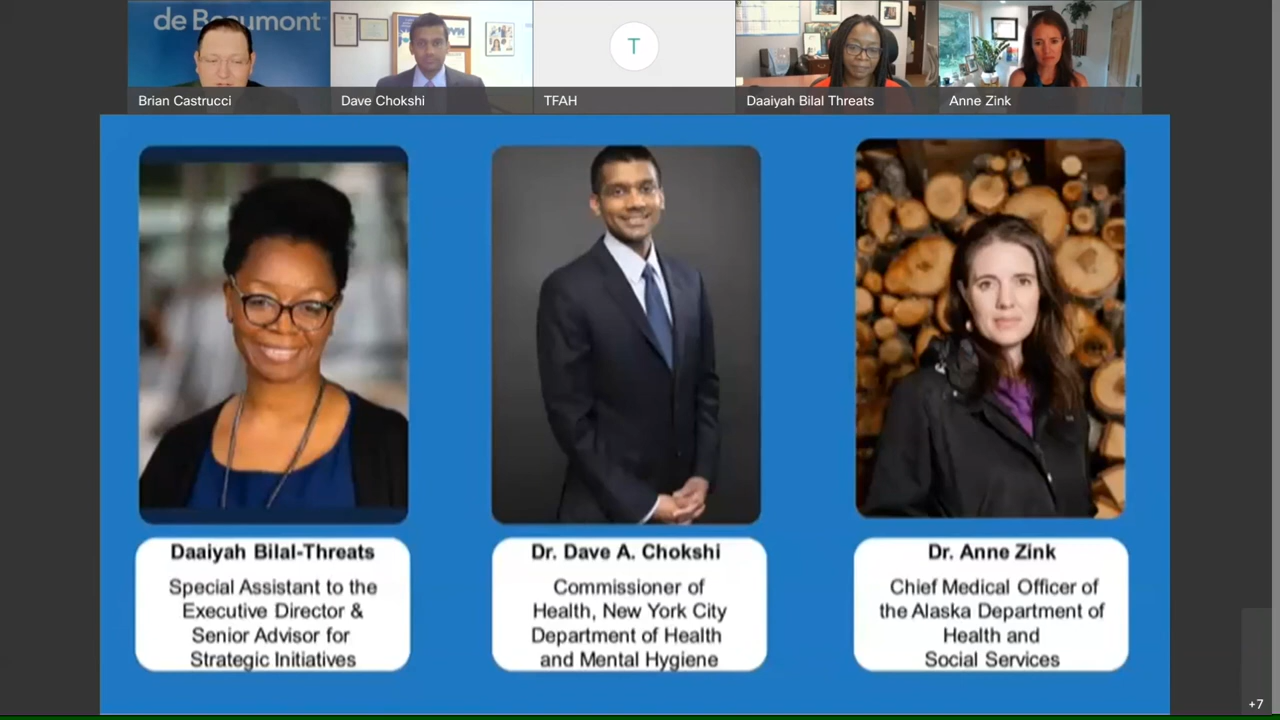 de Beaumont
Brian Castrucci
Dave Chokshi
T
TFAH
Daaiyah Bilal Threats
Anne Zink
Daaiyah Bilal-Threats
Special Assistant to the
Executive Director &
Senior Advisor for
Strategic Initiatives
Dr. Dave A. Chokshi
Commissioner of
Health, New York City
Department of Health
and Mental Hygiene
Dr. Anne Zink
Chief Medical Officer of
the Alaska Department of
Health and
Social Services
+7